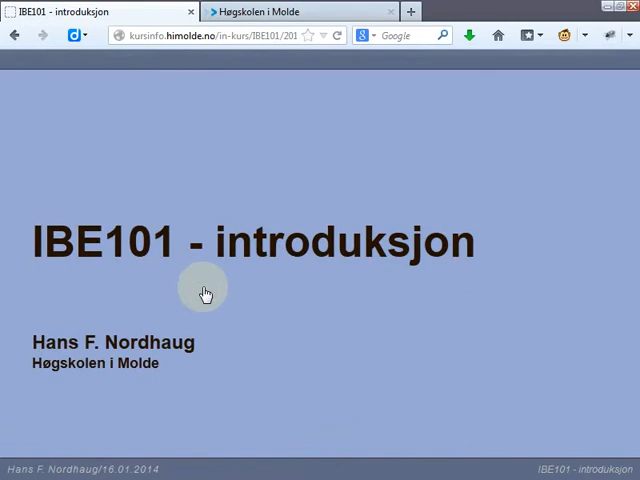 IBE101 - introduksjon
Høgskolen i Molde
kursinfo.himolde.no/in-kurs/IBE101/201
Google
IBE101 - introduksjon
Hans F. Nordhaug
Høgskolen i Molde
Hans F. Nordhaug/16.01.2014
IBE101 - introduksjon